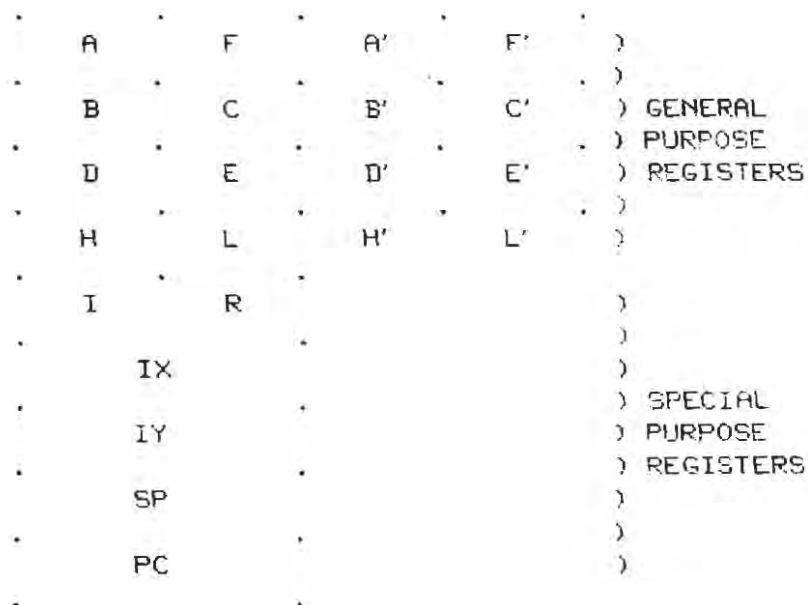 A F A' F' )
)
B C B' C' ) GENERAL
) PURPOSE
D E D' E' ) REGISTERS
)
H L H' L' )
I R )
)
IX )
) SPECIAL
IY ) PURPOSE
) REGISTERS
SP )
)
PC )